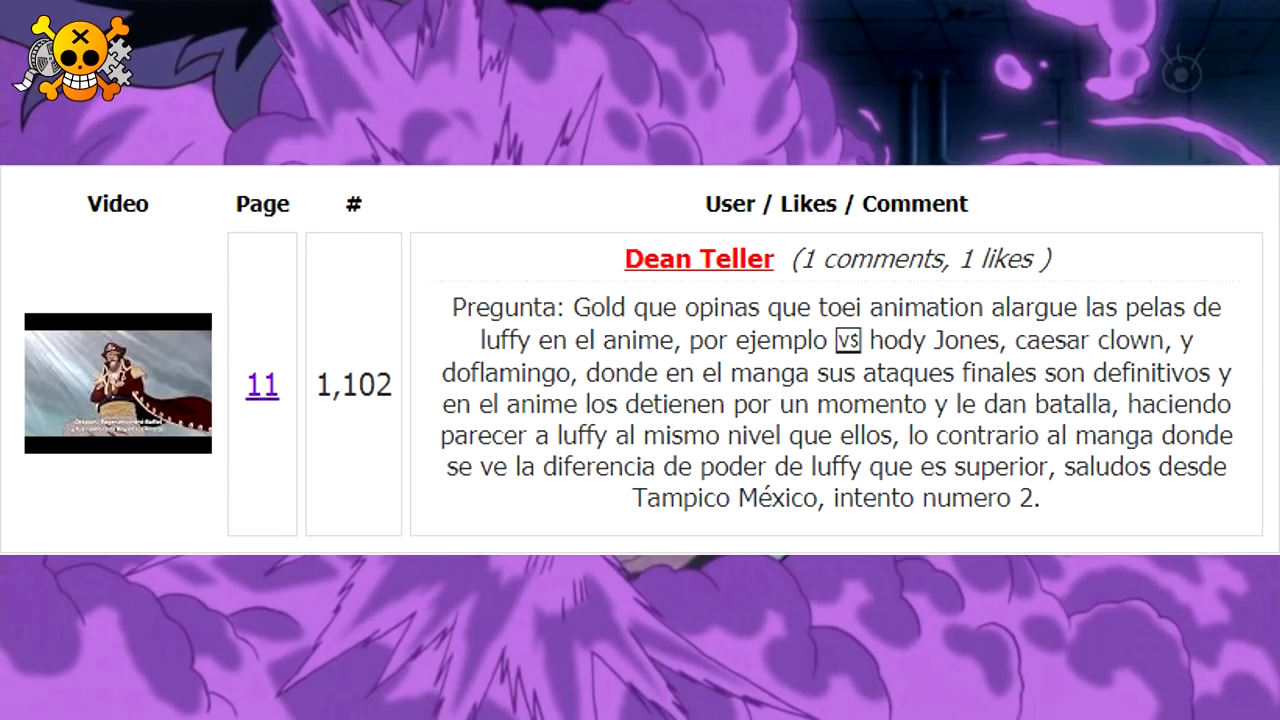 Video Page # User / Likes / Comment
Dean Teller (1 comments, 1 likes )
Pregunta: Gold que opinas que toei animation alargue las pelas de
luffy en el anime, por ejemplo 🆚 hody Jones, caesar clown, y
doflamingo, donde en el manga sus ataques finales son definitivos y
11 1,102
en el anime los detienen por un momento y le dan batalla, haciendo
parecer a luffy al mismo nivel que ellos, lo contrario al manga donde
se ve la diferencia de poder de luffy que es superior, saludos desde
Tampico México, intento numero 2.